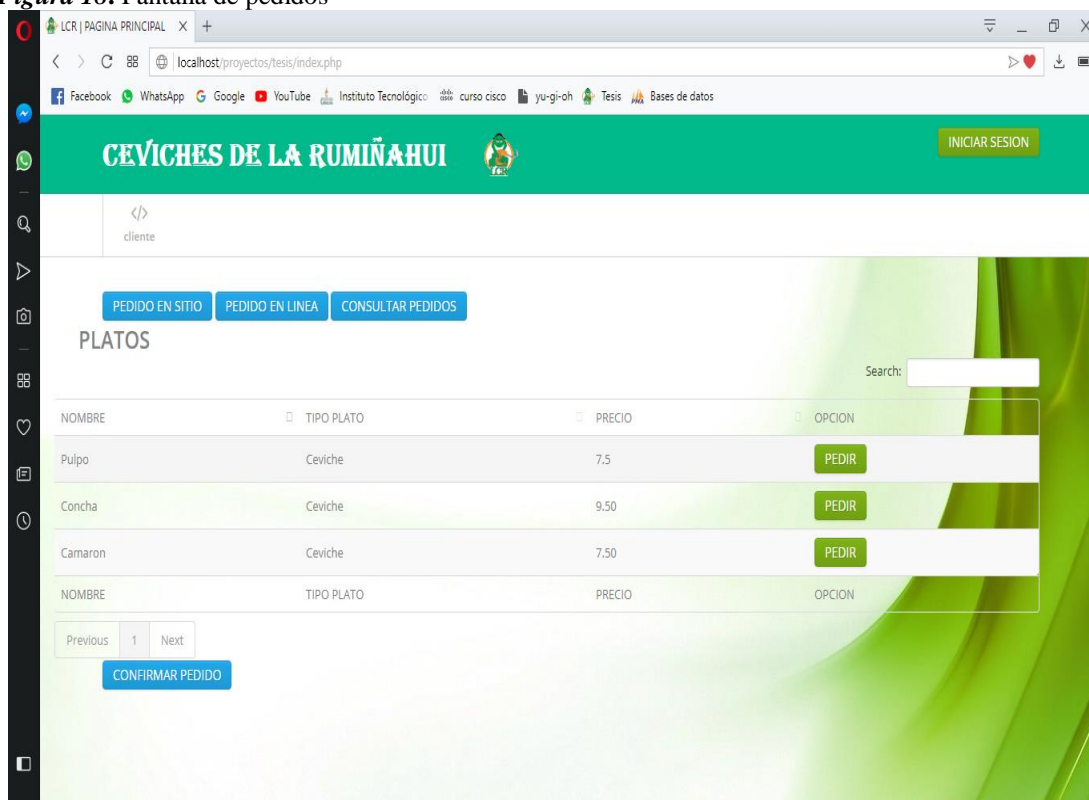 Figura 18. Pantalla de pedidos
LCR | PAGINA PRINCIPAL
localhost/proyectos/tesis/index.php
Facebook WhatsApp Google YouTube Instituto Tecnológico curso cisco yu-gi-oh Tesis Bases de datos
CEVICHES DE LA RUMIÑAHUI
LCR
INICIAR SESION
</>
cliente
PEDIDO EN SITIO PEDIDO EN LINEA CONSULTAR PEDIDOS
PLATOS
Search:
NOMBRE TIPO PLATO PRECIO OPCION
Pulpo Ceviche 7.5 PEDIR
Concha Ceviche 9.50 PEDIR
Camaron Ceviche 7.50 PEDIR
NOMBRE TIPO PLATO PRECIO OPCION
Previous 1 Next
CONFIRMAR PEDIDO